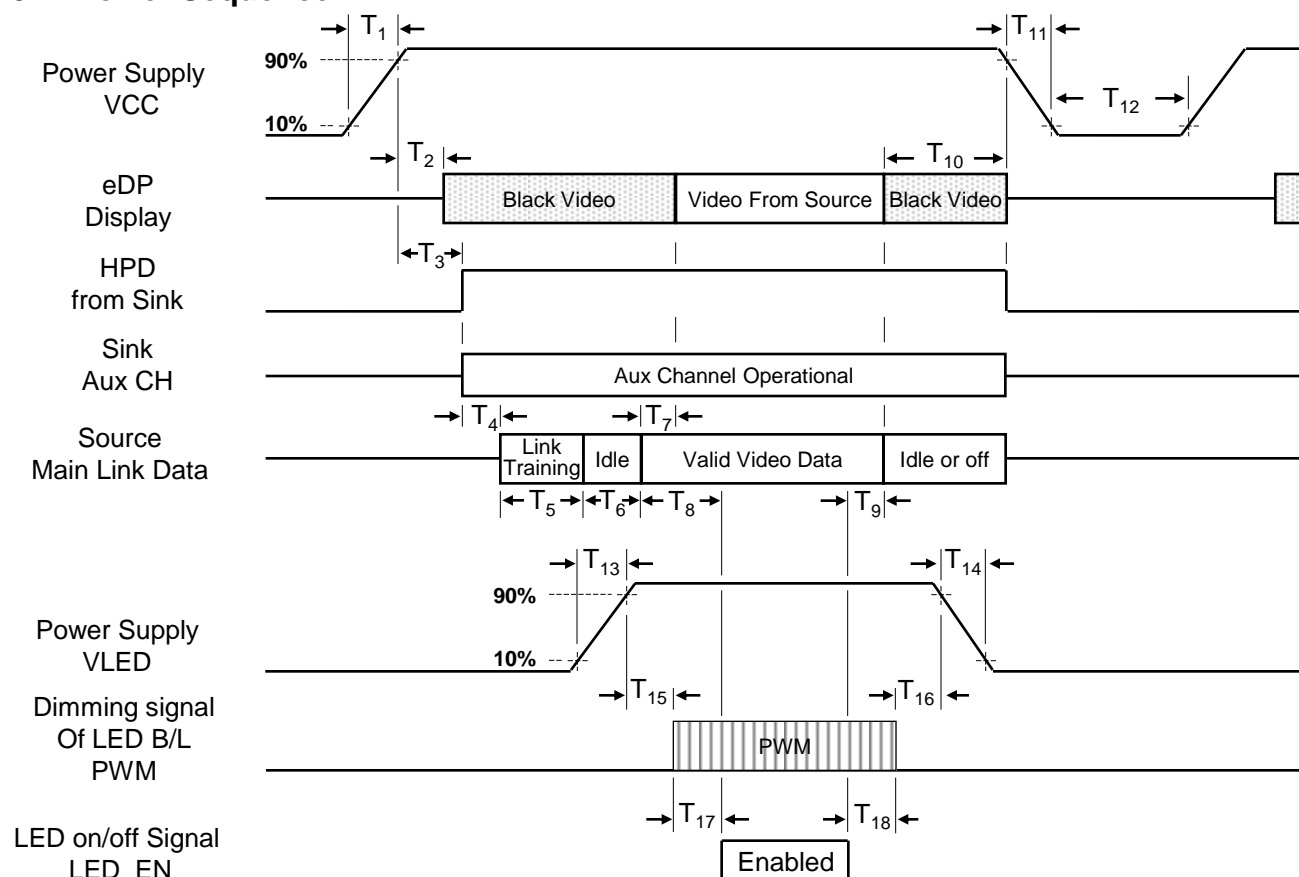 T1
T11
90%
Power Supply
VCC
T12
10%
T2
T10
eDP
Display
Black Video
Video From Source
Black Video
T3
HPD
from Sink
Sink
Aux CH
Aux Channel Operational
T4
T7
Source
Main Link Data
Link
Training
Idle
Valid Video Data
Idle or off
T5
T6
T8
T9
T13
T14
90%
Power Supply
VLED
10%
T15
T16
Dimming signal
Of LED B/L
PWM
PWM
T17
T18
LED on/off Signal
LED_EN
Enabled